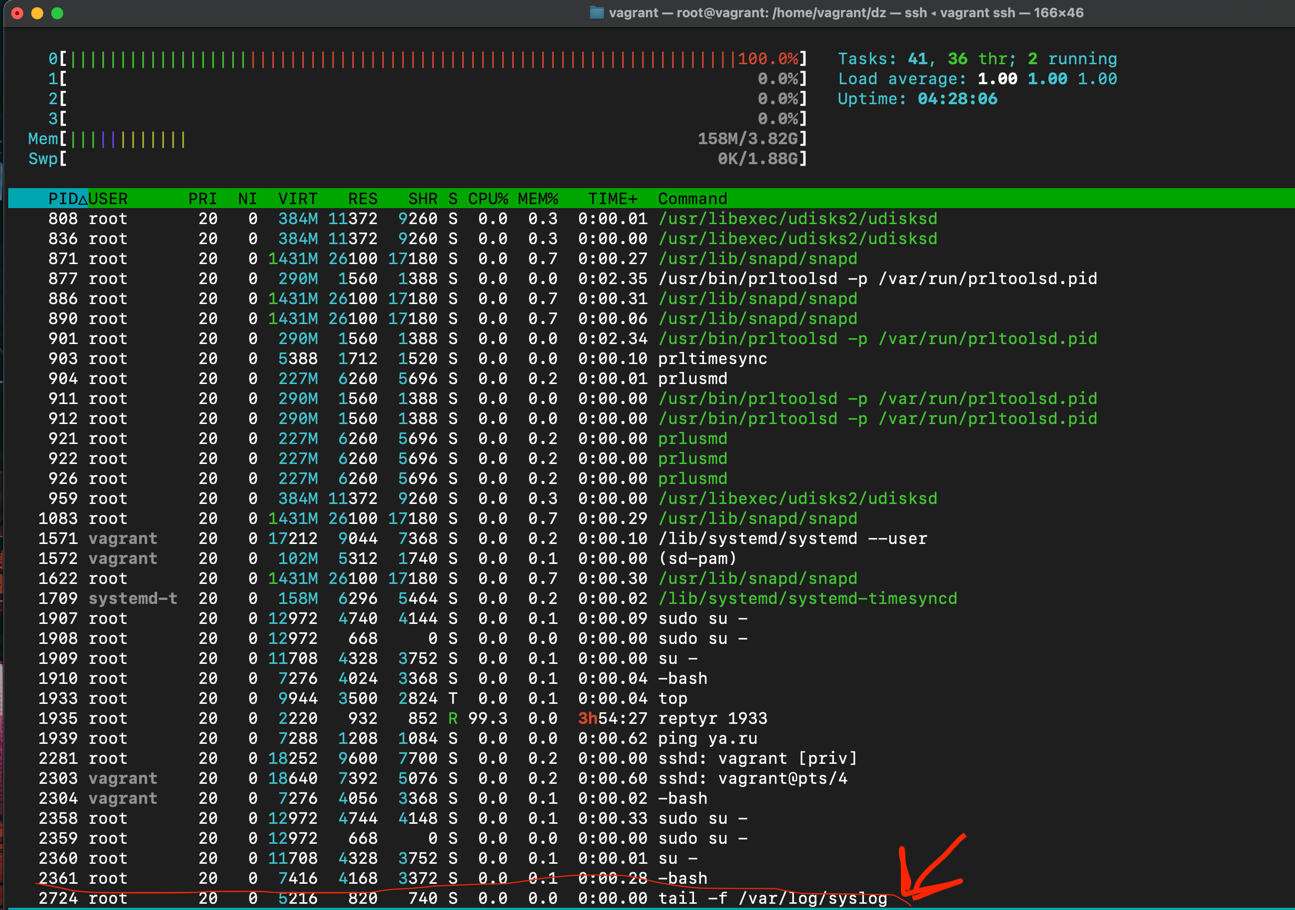 vagrant — root@vagrant: /home/vagrant/dz — ssh ◂ vagrant ssh — 166×46
0[||||||||||||||||||||||||||||||||||||||||||||||||||||||||||||||||||100.0%] Tasks: 41, 36 thr; 2 running
1[ 0.0%] Load average: 1.00 1.00 1.00
2[ 0.0%] Uptime: 04:28:06
3[ 0.0%]
Mem[||||||||||||158M/3.82G]
Swp[ 0K/1.88G]
PID△USER PRI NI VIRT RES SHR S CPU% MEM% TIME+ Command
808 root 20 0 384M 11372 9260 S 0.0 0.3 0:00.01 /usr/libexec/udisks2/udisksd
836 root 20 0 384M 11372 9260 S 0.0 0.3 0:00.00 /usr/libexec/udisks2/udisksd
871 root 20 0 1431M 26100 17180 S 0.0 0.7 0:00.27 /usr/lib/snapd/snapd
877 root 20 0 290M 1560 1388 S 0.0 0.0 0:02.35 /usr/bin/prltoolsd -p /var/run/prltoolsd.pid
886 root 20 0 1431M 26100 17180 S 0.0 0.7 0:00.31 /usr/lib/snapd/snapd
890 root 20 0 1431M 26100 17180 S 0.0 0.7 0:00.06 /usr/lib/snapd/snapd
901 root 20 0 290M 1560 1388 S 0.0 0.0 0:02.34 /usr/bin/prltoolsd -p /var/run/prltoolsd.pid
903 root 20 0 5388 1712 1520 S 0.0 0.0 0:00.10 prltimesync
904 root 20 0 227M 6260 5696 S 0.0 0.2 0:00.01 prlusmd
911 root 20 0 290M 1560 1388 S 0.0 0.0 0:00.00 /usr/bin/prltoolsd -p /var/run/prltoolsd.pid
912 root 20 0 290M 1560 1388 S 0.0 0.0 0:00.00 /usr/bin/prltoolsd -p /var/run/prltoolsd.pid
921 root 20 0 227M 6260 5696 S 0.0 0.2 0:00.00 prlusmd
922 root 20 0 227M 6260 5696 S 0.0 0.2 0:00.00 prlusmd
926 root 20 0 227M 6260 5696 S 0.0 0.2 0:00.00 prlusmd
959 root 20 0 384M 11372 9260 S 0.0 0.3 0:00.00 /usr/libexec/udisks2/udisksd
1083 root 20 0 1431M 26100 17180 S 0.0 0.7 0:00.29 /usr/lib/snapd/snapd
1571 vagrant 20 0 17212 9044 7368 S 0.0 0.2 0:00.10 /lib/systemd/systemd --user
1572 vagrant 20 0 102M 5312 1740 S 0.0 0.1 0:00.00 (sd-pam)
1622 root 20 0 1431M 26100 17180 S 0.0 0.7 0:00.30 /usr/lib/snapd/snapd
1709 systemd-t 20 0 158M 6296 5464 S 0.0 0.2 0:00.02 /lib/systemd/systemd-timesyncd
1907 root 20 0 12972 4740 4144 S 0.0 0.1 0:00.09 sudo su -
1908 root 20 0 12972 668 0 S 0.0 0.0 0:00.00 sudo su -
1909 root 20 0 11708 4328 3752 S 0.0 0.1 0:00.00 su -
1910 root 20 0 7276 4024 3368 S 0.0 0.1 0:00.04 -bash
1933 root 20 0 9944 3500 2824 T 0.0 0.1 0:00.04 top
1935 root 20 0 2220 932 852 R 99.3 0.0 3h54:27 reptyr 1933
1939 root 20 0 7288 1208 1084 S 0.0 0.0 0:00.62 ping ya.ru
2281 root 20 0 18252 9600 7700 S 0.0 0.2 0:00.00 sshd: vagrant [priv]
2303 vagrant 20 0 18640 7392 5076 S 0.0 0.2 0:00.60 sshd: vagrant@pts/4
2304 vagrant 20 0 7276 4056 3368 S 0.0 0.1 0:00.02 -bash
2358 root 20 0 12972 4744 4148 S 0.0 0.1 0:00.33 sudo su -
2359 root 20 0 12972 668 0 S 0.0 0.0 0:00.00 sudo su -
2360 root 20 0 11708 4328 3752 S 0.0 0.1 0:00.01 su -
2361 root 20 0 7416 4168 3372 S 0.0 0.1 0:00.28 -bash
2724 root 20 0 5216 820 740 S 0.0 0.0 0:00.00 tail -f /var/log/syslog